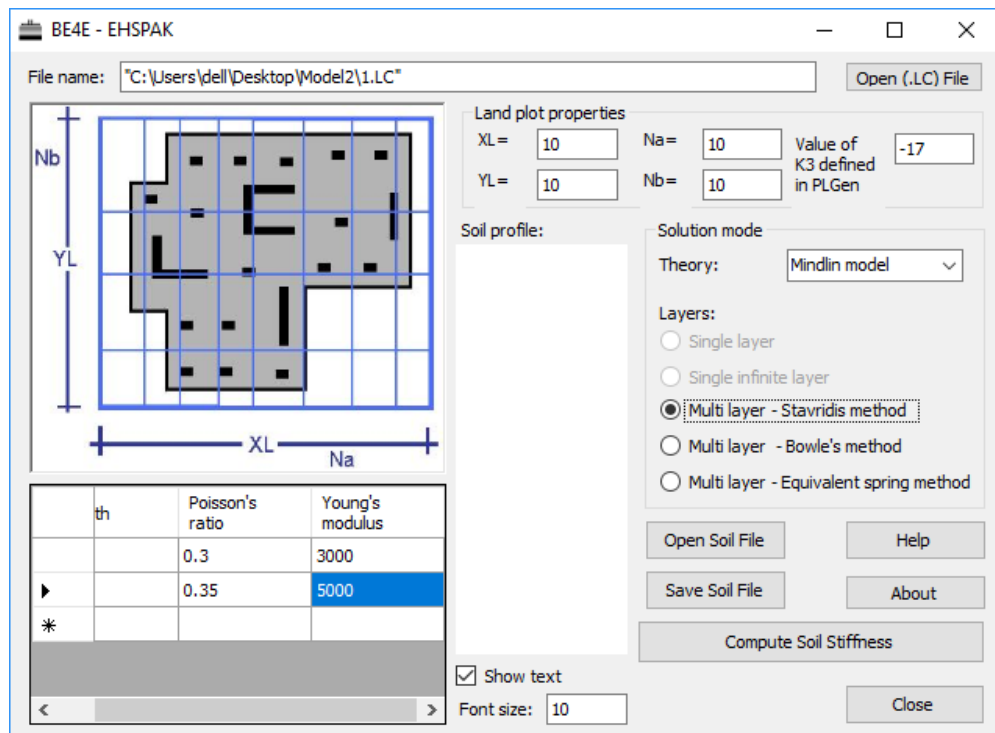 BE4E - EHSPAK
File name: "C:\Users\dell\Desktop\Model2\1.LC" Open (.LC) File
Nb
YL
XL
Na
Land plot properties
XL= 10 Na= 10 Value of K3 defined in PLGen -17
YL= 10 Nb= 10
Soil profile:
Solution mode
Theory: Mindlin model
Layers:
Single layer
Single infinite layer
Multi layer - Stavridis method
Multi layer - Bowle's method
Multi layer - Equivalent spring method
th Poisson's ratio Young's modulus
0.3 3000
0.35 5000
Open Soil File Help
Save Soil File About
Compute Soil Stiffness
Show text
Font size: 10 Close